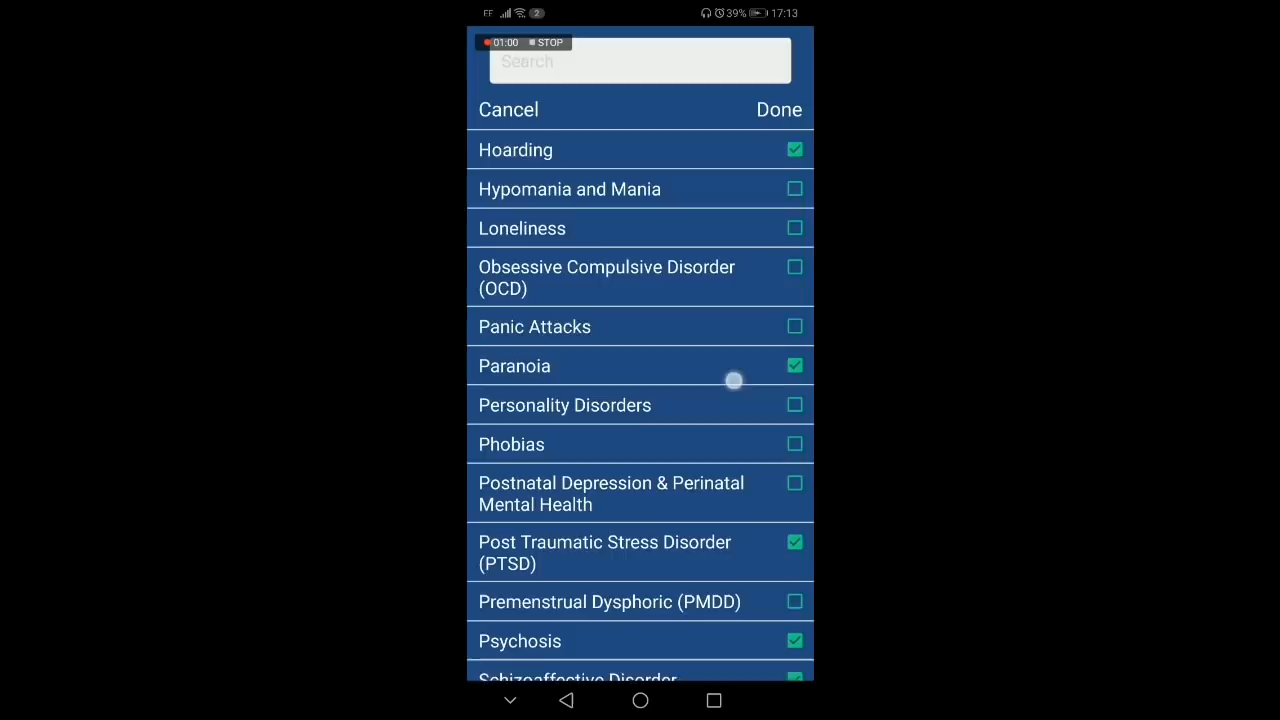 EE 2 39% 17:13
01:00 STOP
Search
Cancel Done
Hoarding
Hypomania and Mania
Loneliness
Obsessive Compulsive Disorder
(OCD)
Panic Attacks
Paranoia
Personality Disorders
Phobias
Postnatal Depression & Perinatal
Mental Health
Post Traumatic Stress Disorder
(PTSD)
Premenstrual Dysphoric (PMDD)
Psychosis
Schizoaffective Disorder